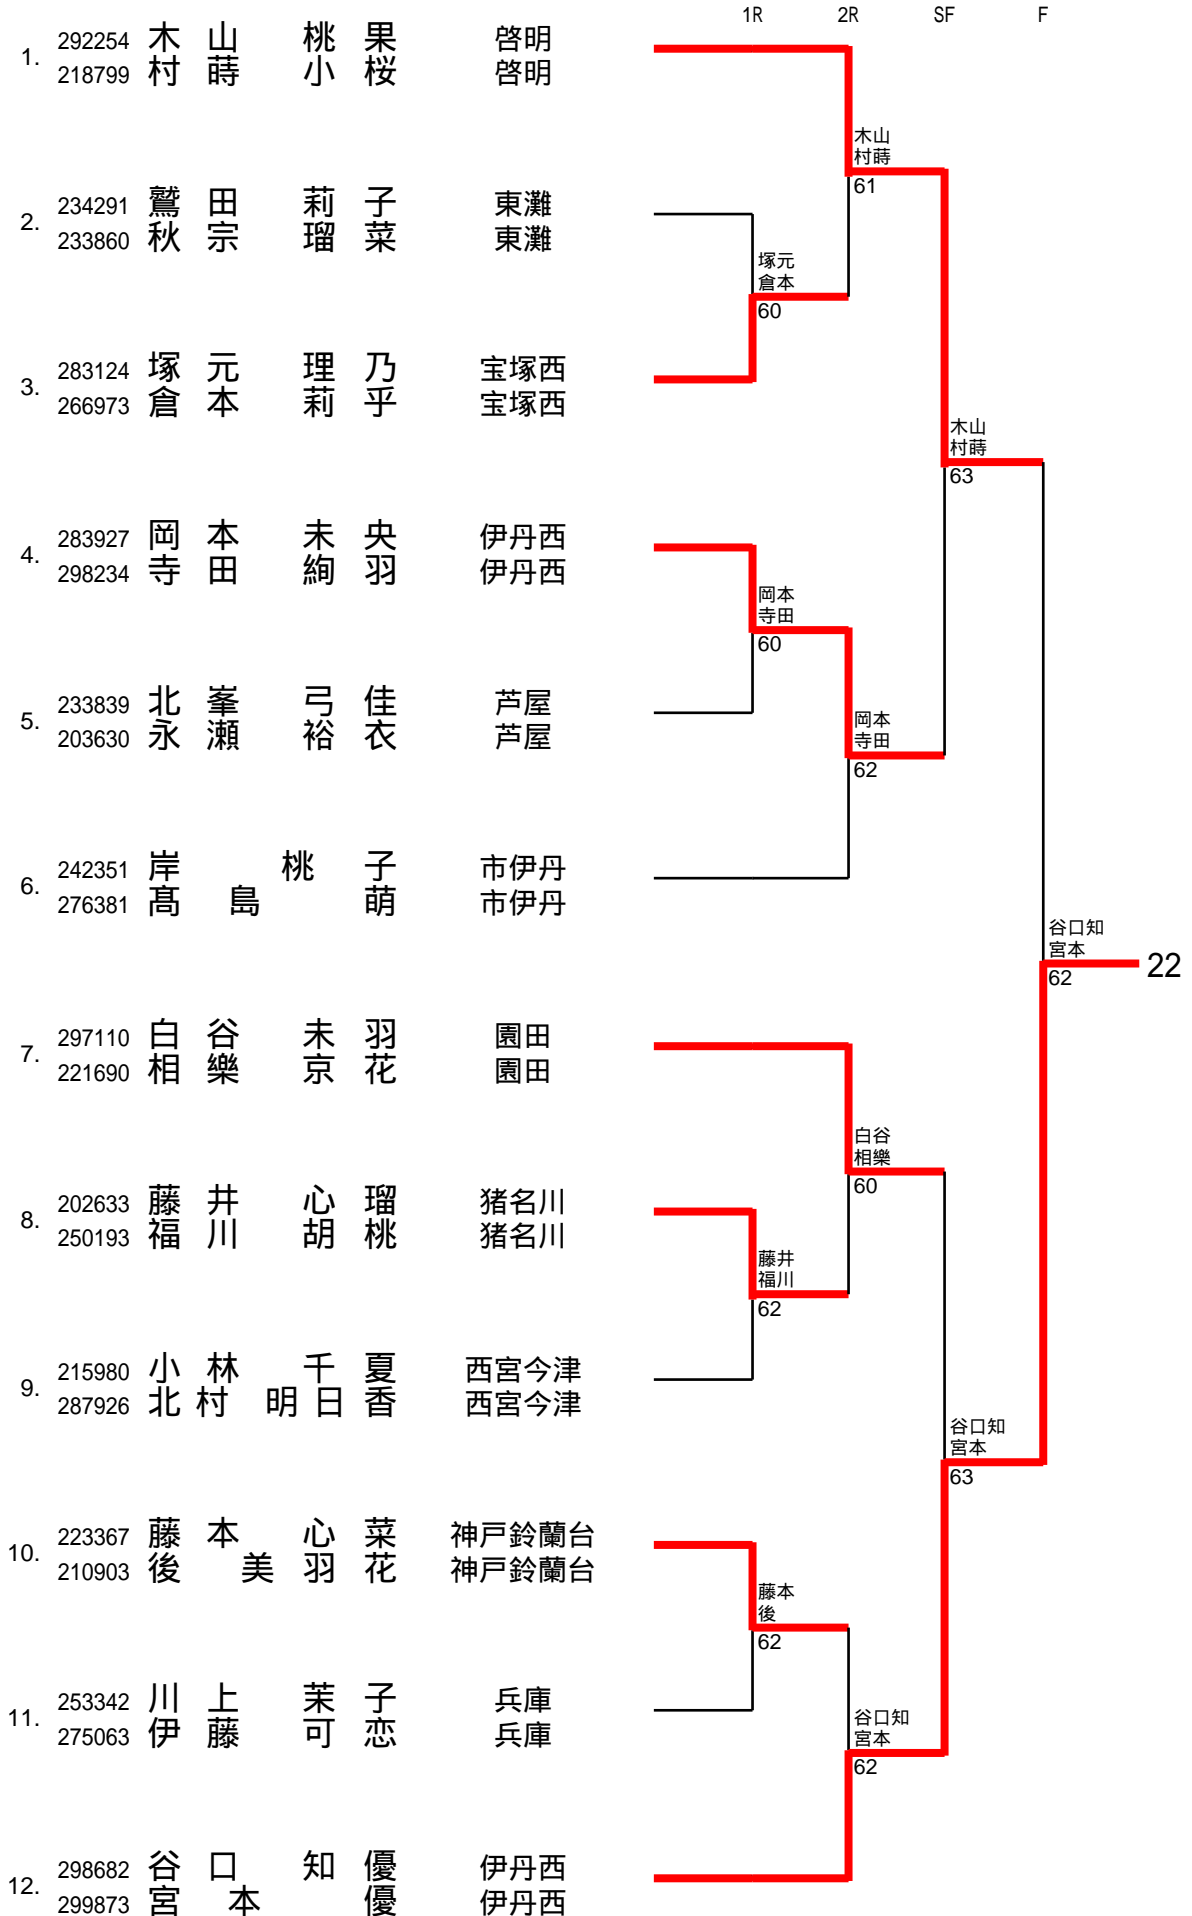 1R 2R SF F
1. 292254 木山 桃果 啓明
218799 村蒔 小桜 啓明
木山
村蒔
61
2. 234291 鷲田 莉子 東灘
233860 秋宗 瑠菜 東灘
塚元
倉本
60
3. 283124 塚元 理乃 宝塚西
266973 倉本 莉乎 宝塚西
木山
村蒔
63
4. 283927 岡本 未央 伊丹西
298234 寺田 絢羽 伊丹西
岡本
寺田
60
5. 233839 北峯 弓佳 芦屋
203630 永瀬 裕衣 芦屋
岡本
寺田
62
6. 242351 岸 桃子 市伊丹
276381 髙島 萌 市伊丹
谷口知
宮本
62
22
7. 297110 白谷 未羽 園田
221690 相樂 京花 園田
白谷
相樂
60
8. 202633 藤井 心瑠 猪名川
250193 福川 胡桃 猪名川
藤井
福川
62
9. 215980 小林 千夏 西宮今津
287926 北村 明日香 西宮今津
谷口知
宮本
63
10. 223367 藤本 心菜 神戸鈴蘭台
210903 後 美羽花 神戸鈴蘭台
藤本
後
62
11. 253342 川上 茉子 兵庫
275063 伊藤 可恋 兵庫
谷口知
宮本
62
12. 298682 谷口 知優 伊丹西
299873 宮本 優 伊丹西